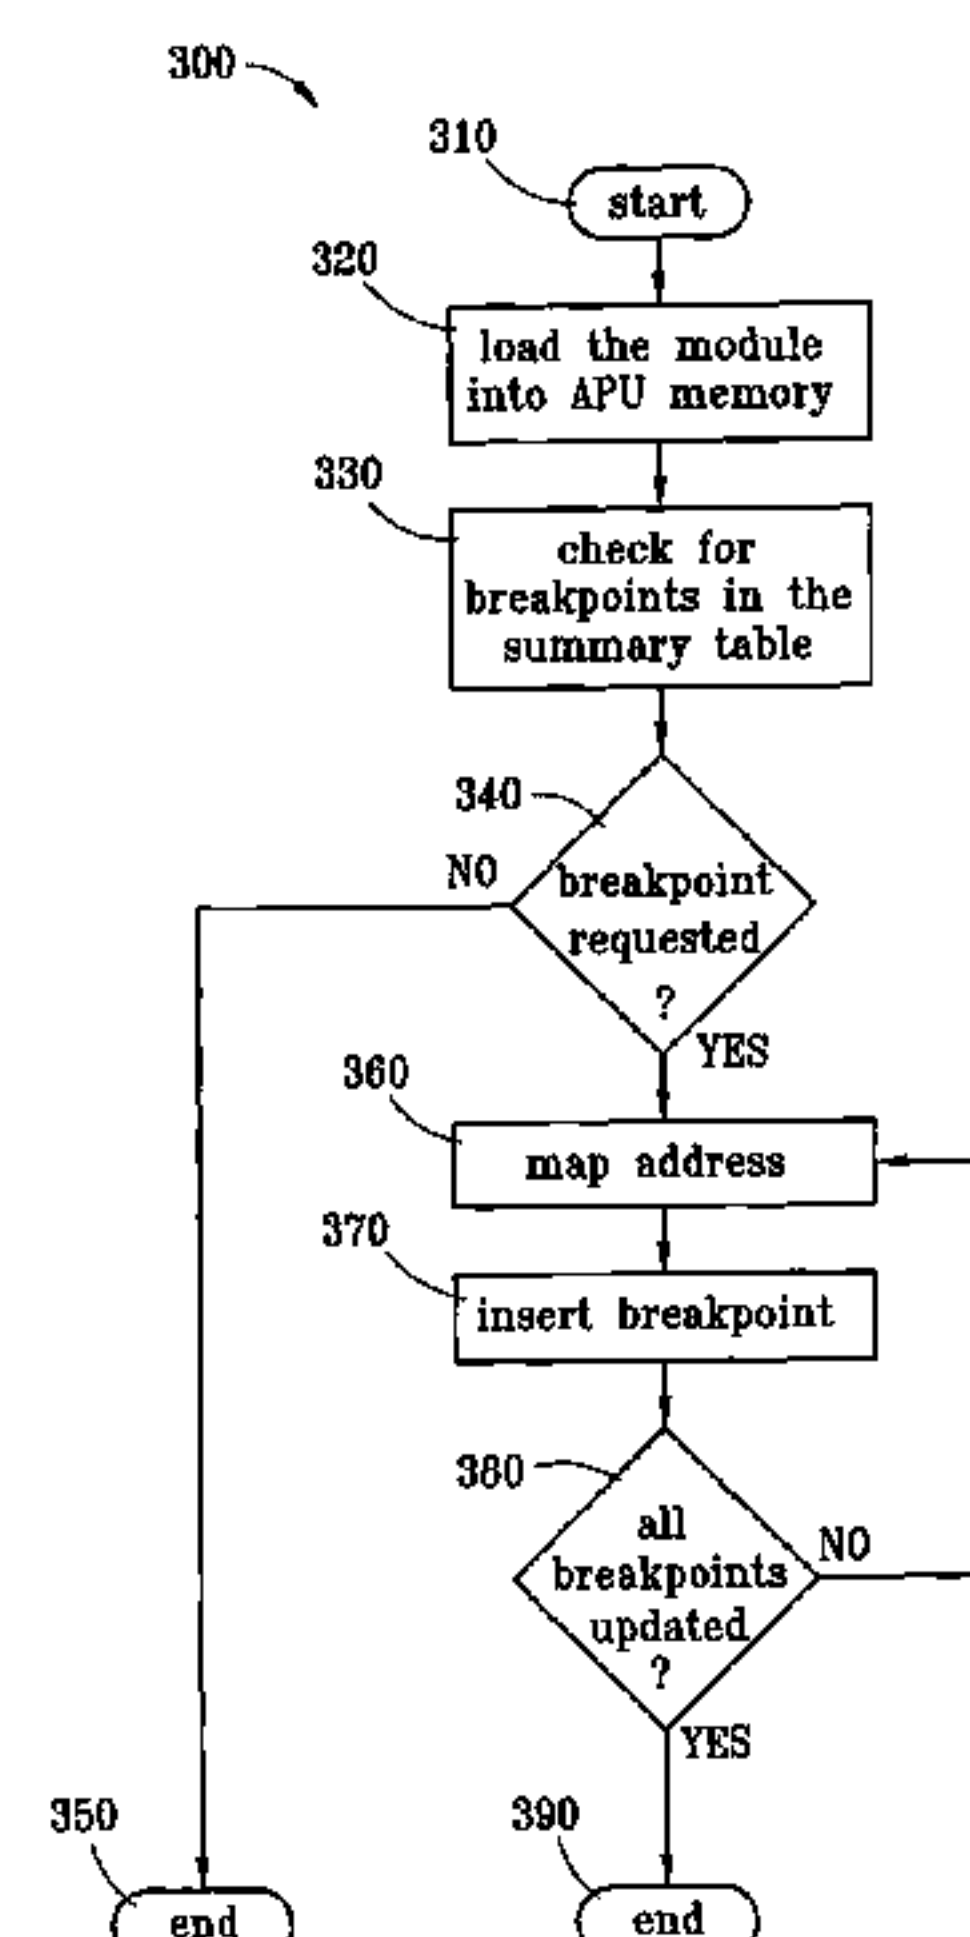 300
310
start
320
load the module
into APU memory
330
check for
breakpoints in the
summary table
340
NO
breakpoint
requested
?
YES
360
map address
370
insert breakpoint
380
all
breakpoints
updated
?
NO
YES
350
end
390
end